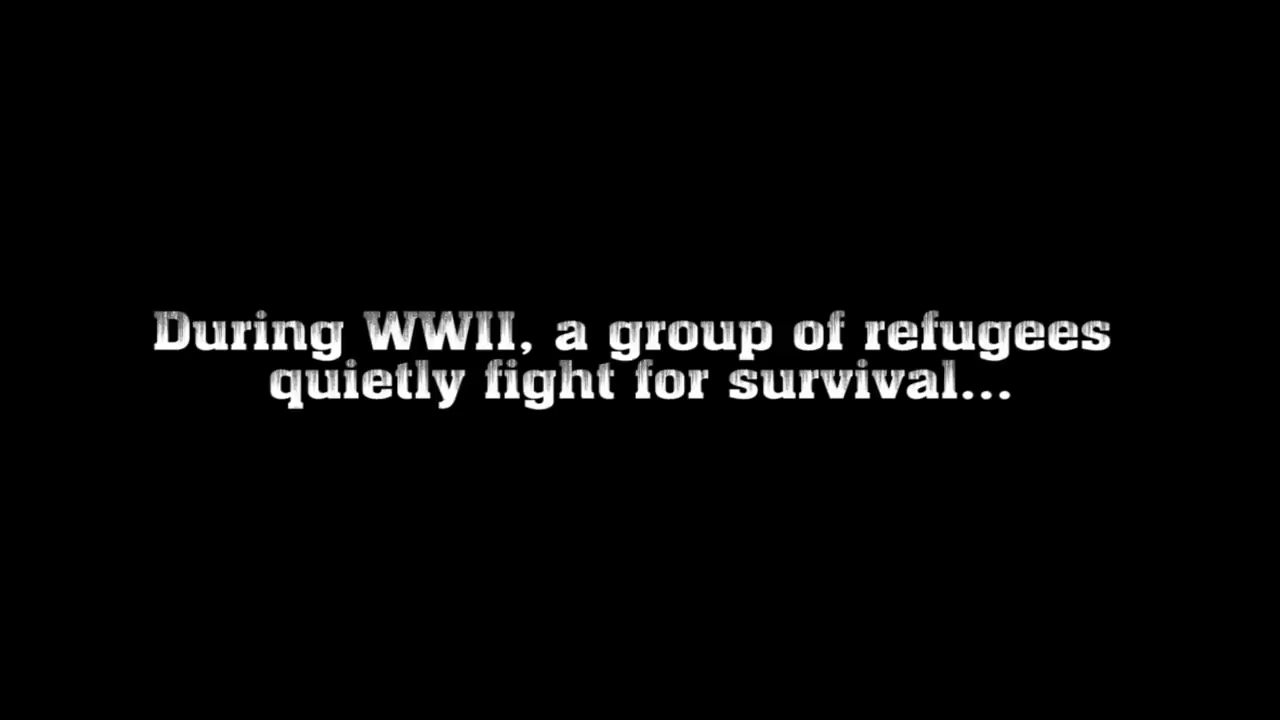 During WWII, a group of refugees
quietly fight for survival...